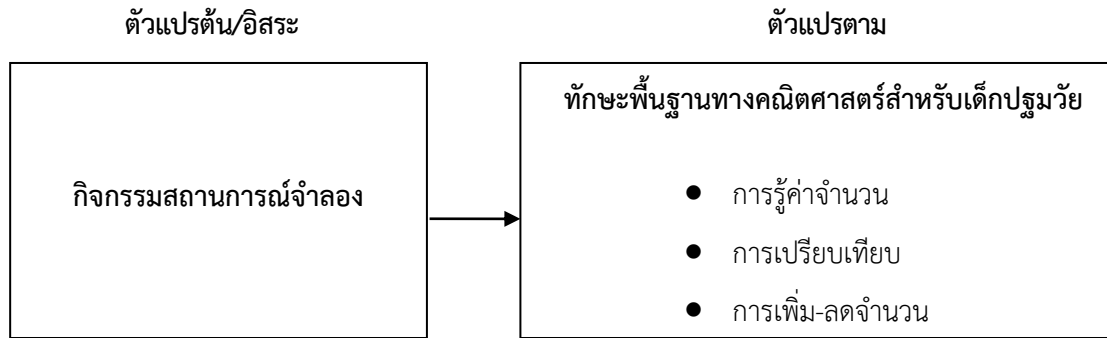 ตัวแปรต้น/อิสระ
ตัวแปรตาม
กิจกรรมสถานการณ์จำลอง
ทักษะพื้นฐานทางคณิตศาสตร์สำหรับเด็กปฐมวัย
● การรู้ค่าจำนวน
● การเปรียบเทียบ
● การเพิ่ม-ลดจำนวน